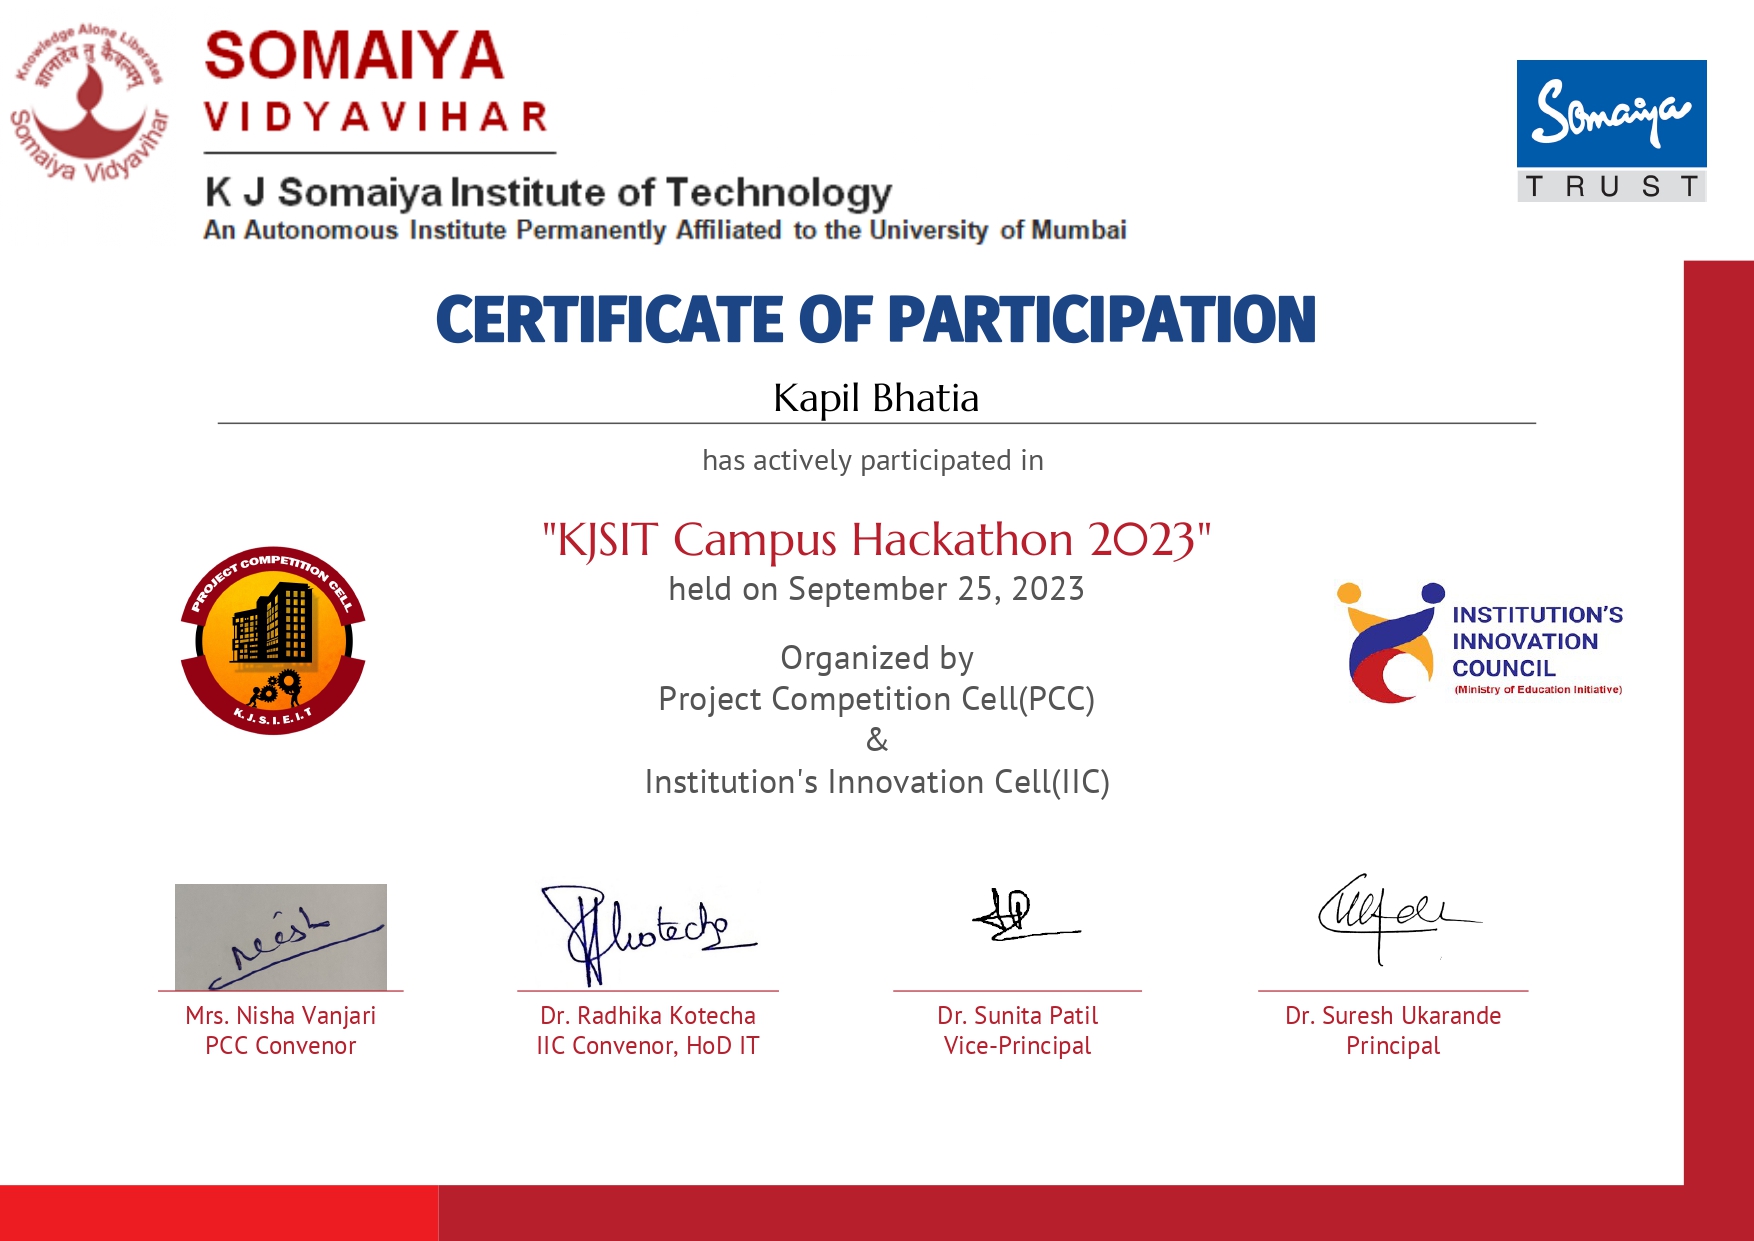 Knowledge Alone Liberates
ज्ञानादेव तु कैवल्यम्
Somaiya Vidyavihar
SOMAIYA
VIDYAVIHAR
K J Somaiya Institute of Technology
An Autonomous Institute Permanently Affiliated to the University of Mumbai
Somaiya
TRUST
CERTIFICATE OF PARTICIPATION
Kapil Bhatia
has actively participated in
"KJSIT Campus Hackathon 2023"
held on September 25, 2023
Organized by
Project Competition Cell(PCC)
&
Institution's Innovation Cell(IIC)
PROJECT COMPETITION CELL
K. J. S. I. E. I. T
INSTITUTION'S
INNOVATION
COUNCIL
(Ministry of Education Initiative)
Kotecha
Mrs. Nisha Vanjari
PCC Convenor
Dr. Radhika Kotecha
IIC Convenor, HoD IT
Dr. Sunita Patil
Vice-Principal
Dr. Suresh Ukarande
Principal